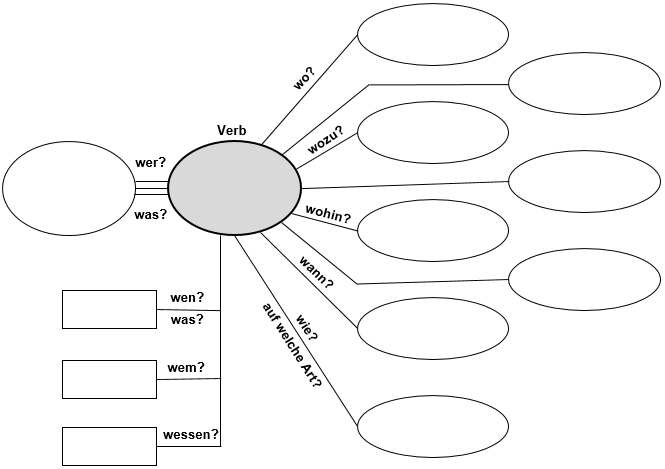 wo?
Verb
wozu?
wer?
was?
wohin?
wann?
wen?
was?
wie?
auf welche Art?
wem?
wessen?